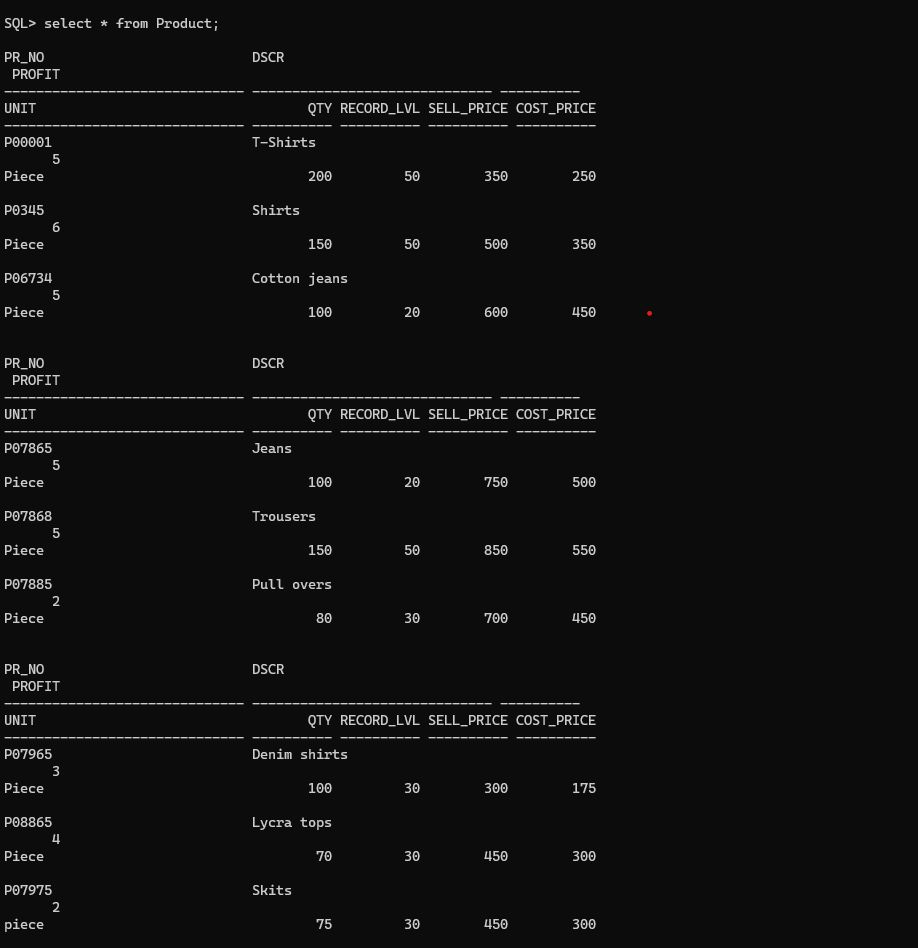 SQL> select * from Product;
PR_NO DSCR
PROFIT
------------------------------ ------------------------------ ----------
UNIT QTY RECORD_LVL SELL_PRICE COST_PRICE
------------------------------ ---------- ---------- ---------- ----------
P00001 T-Shirts
5
Piece 200 50 350 250
P0345 Shirts
6
Piece 150 50 500 350
P06734 Cotton jeans
5
Piece 100 20 600 450
PR_NO DSCR
PROFIT
------------------------------ ------------------------------ ----------
UNIT QTY RECORD_LVL SELL_PRICE COST_PRICE
------------------------------ ---------- ---------- ---------- ----------
P07865 Jeans
5
Piece 100 20 750 500
P07868 Trousers
5
Piece 150 50 850 550
P07885 Pull overs
2
Piece 80 30 700 450
PR_NO DSCR
PROFIT
------------------------------ ------------------------------ ----------
UNIT QTY RECORD_LVL SELL_PRICE COST_PRICE
------------------------------ ---------- ---------- ---------- ----------
P07965 Denim shirts
3
Piece 100 30 300 175
P08865 Lycra tops
4
Piece 70 30 450 300
P07975 Skits
2
piece 75 30 450 300